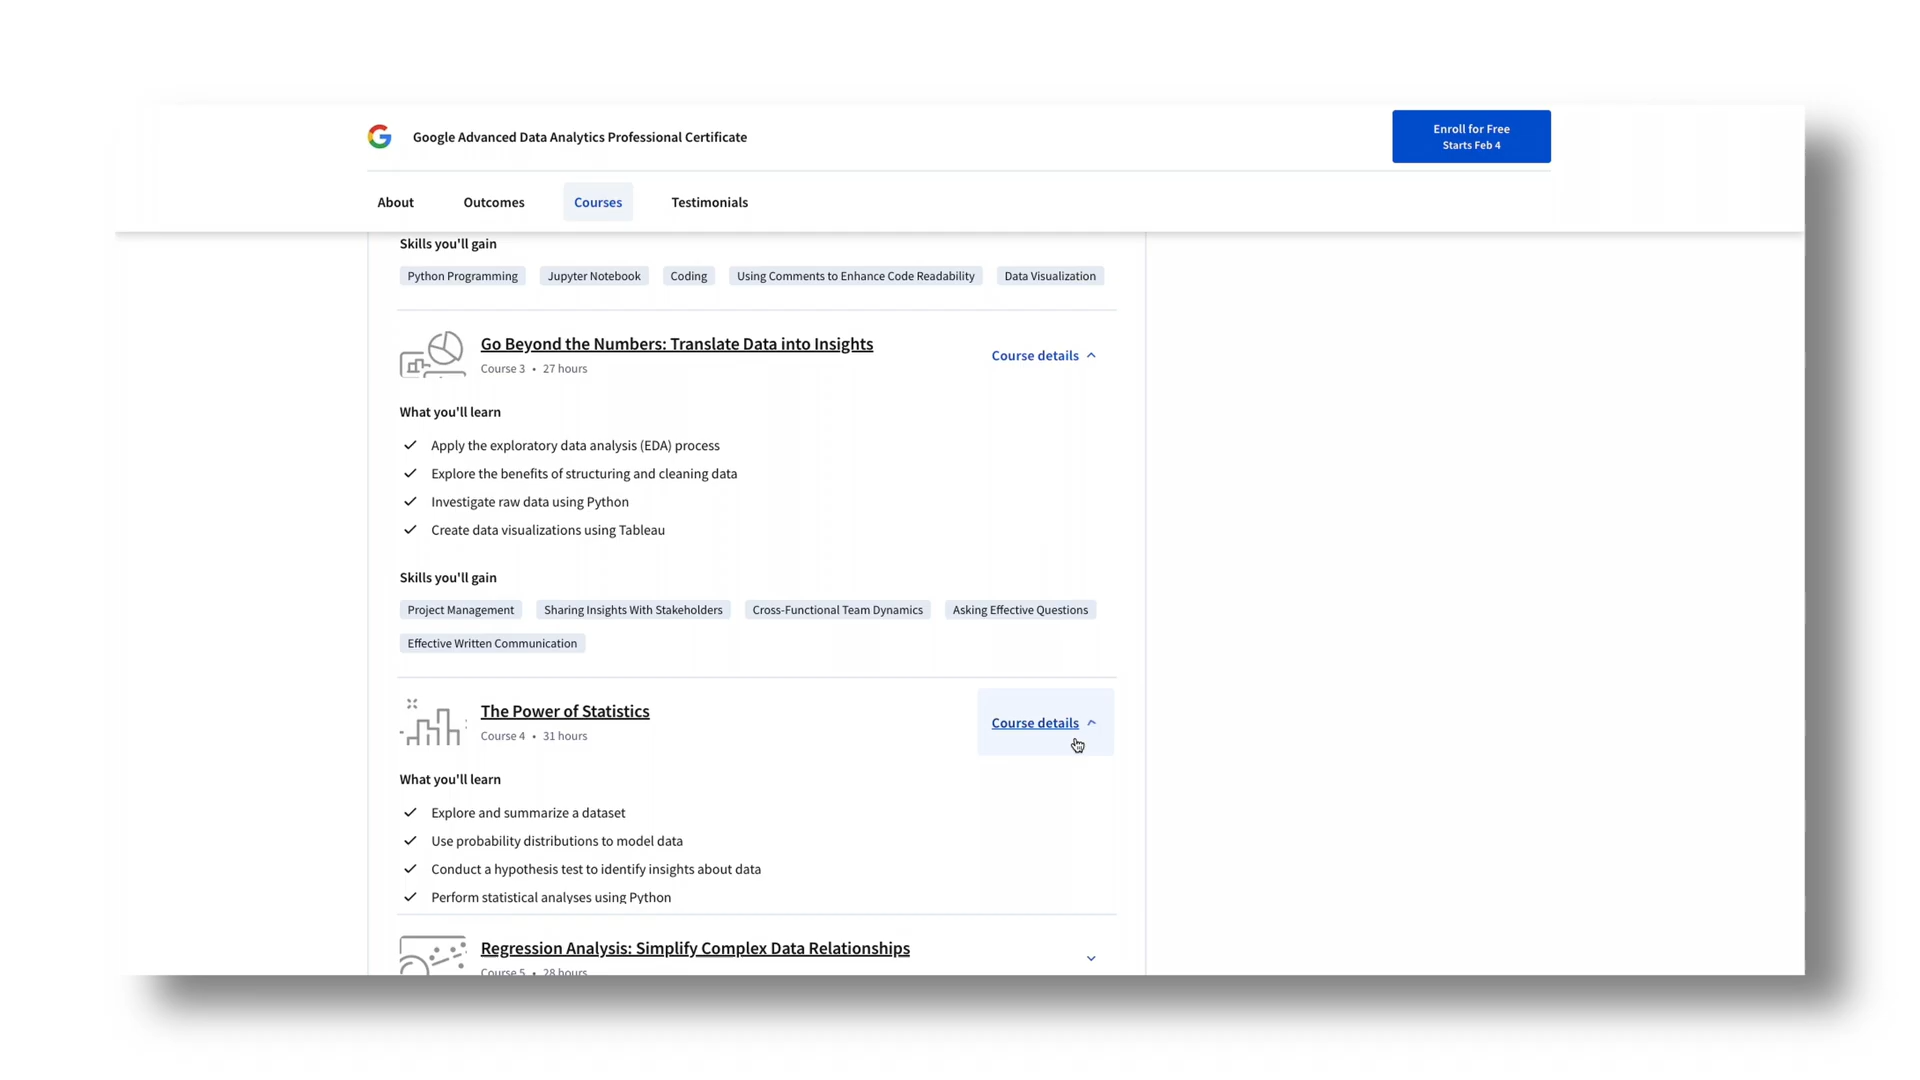 Google Advanced Data Analytics Professional Certificate
Enroll for Free
Starts Feb 4
About Outcomes Courses Testimonials
Skills you'll gain
Python Programming Jupyter Notebook Coding Using Comments to Enhance Code Readability Data Visualization
Go Beyond the Numbers: Translate Data into Insights
Course details
Course 3 • 27 hours
What you'll learn
Apply the exploratory data analysis (EDA) process
Explore the benefits of structuring and cleaning data
Investigate raw data using Python
Create data visualizations using Tableau
Skills you'll gain
Project Management Sharing Insights With Stakeholders Cross-Functional Team Dynamics Asking Effective Questions
Effective Written Communication
The Power of Statistics
Course details
Course 4 • 31 hours
What you'll learn
Explore and summarize a dataset
Use probability distributions to model data
Conduct a hypothesis test to identify insights about data
Perform statistical analyses using Python
Regression Analysis: Simplify Complex Data Relationships
Course 5 • 28 hours